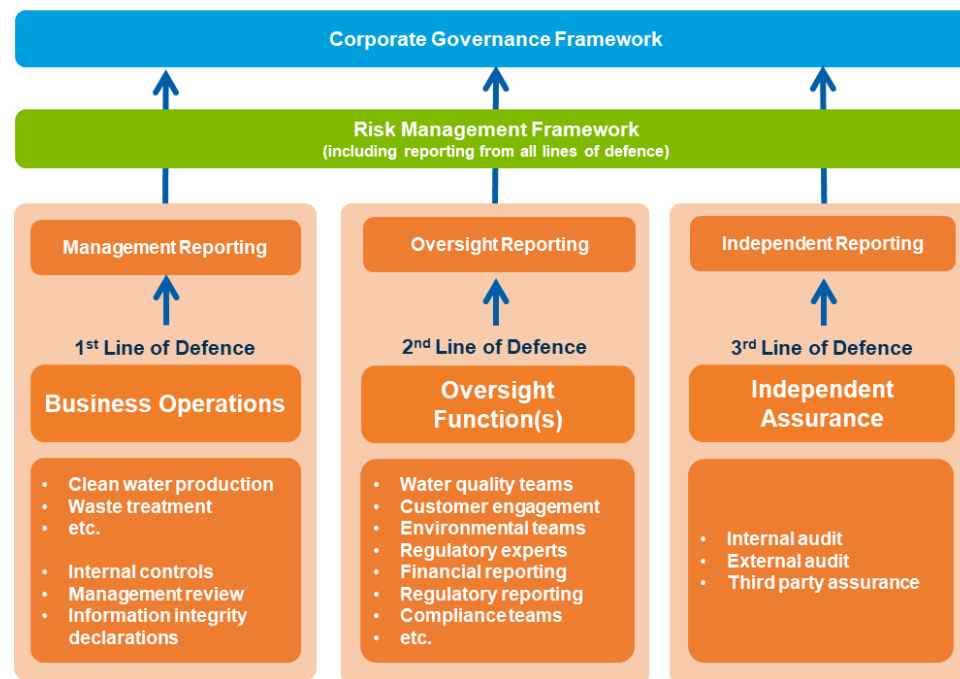 Corporate Governance Framework
Risk Management Framework
(including reporting from all lines of defence)
Management Reporting
1st Line of Defence
Business Operations
• Clean water production
• Waste treatment
• etc.
• Internal controls
• Management review
• Information integrity
declarations
Oversight Reporting
2nd Line of Defence
Oversight
Function(s)
• Water quality teams
• Customer engagement
• Environmental teams
• Regulatory experts
• Financial reporting
• Regulatory reporting
• Compliance teams
• etc.
Independent Reporting
3rd Line of Defence
Independent
Assurance
• Internal audit
• External audit
• Third party assurance